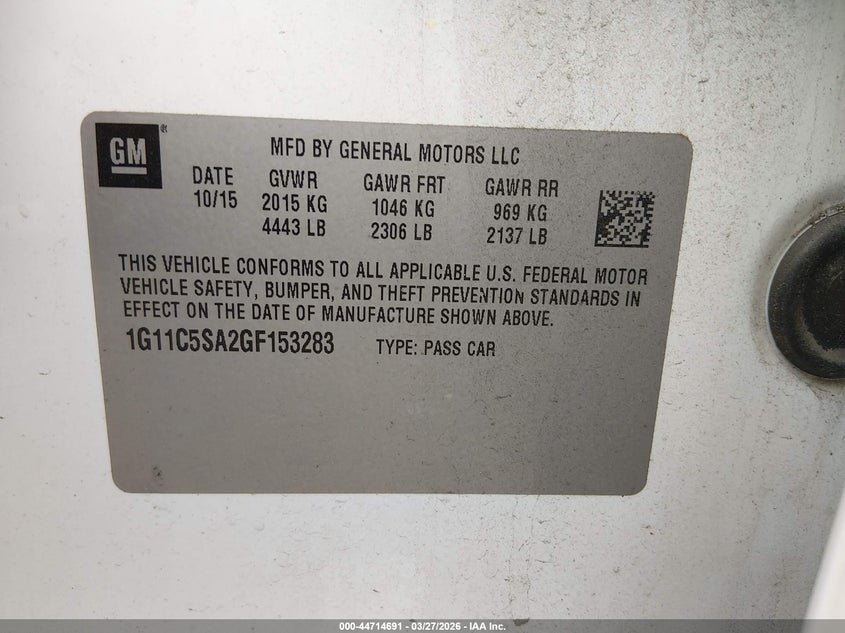 GM
MFD BY GENERAL MOTORS LLC
DATE GVWR GAWR FRT GAWR RR
10/15 2015 KG 1046 KG 969 KG
4443 LB 2306 LB 2137 LB
THIS VEHICLE CONFORMS TO ALL APPLICABLE U.S. FEDERAL MOTOR
VEHICLE SAFETY, BUMPER, AND THEFT PREVENTION STANDARDS IN
EFFECT ON THE DATE OF MANUFACTURE SHOWN ABOVE.
1G11C5SA2GF153283 TYPE: PASS CAR
000-44714691 - 03/27/2026 - IAA Inc.